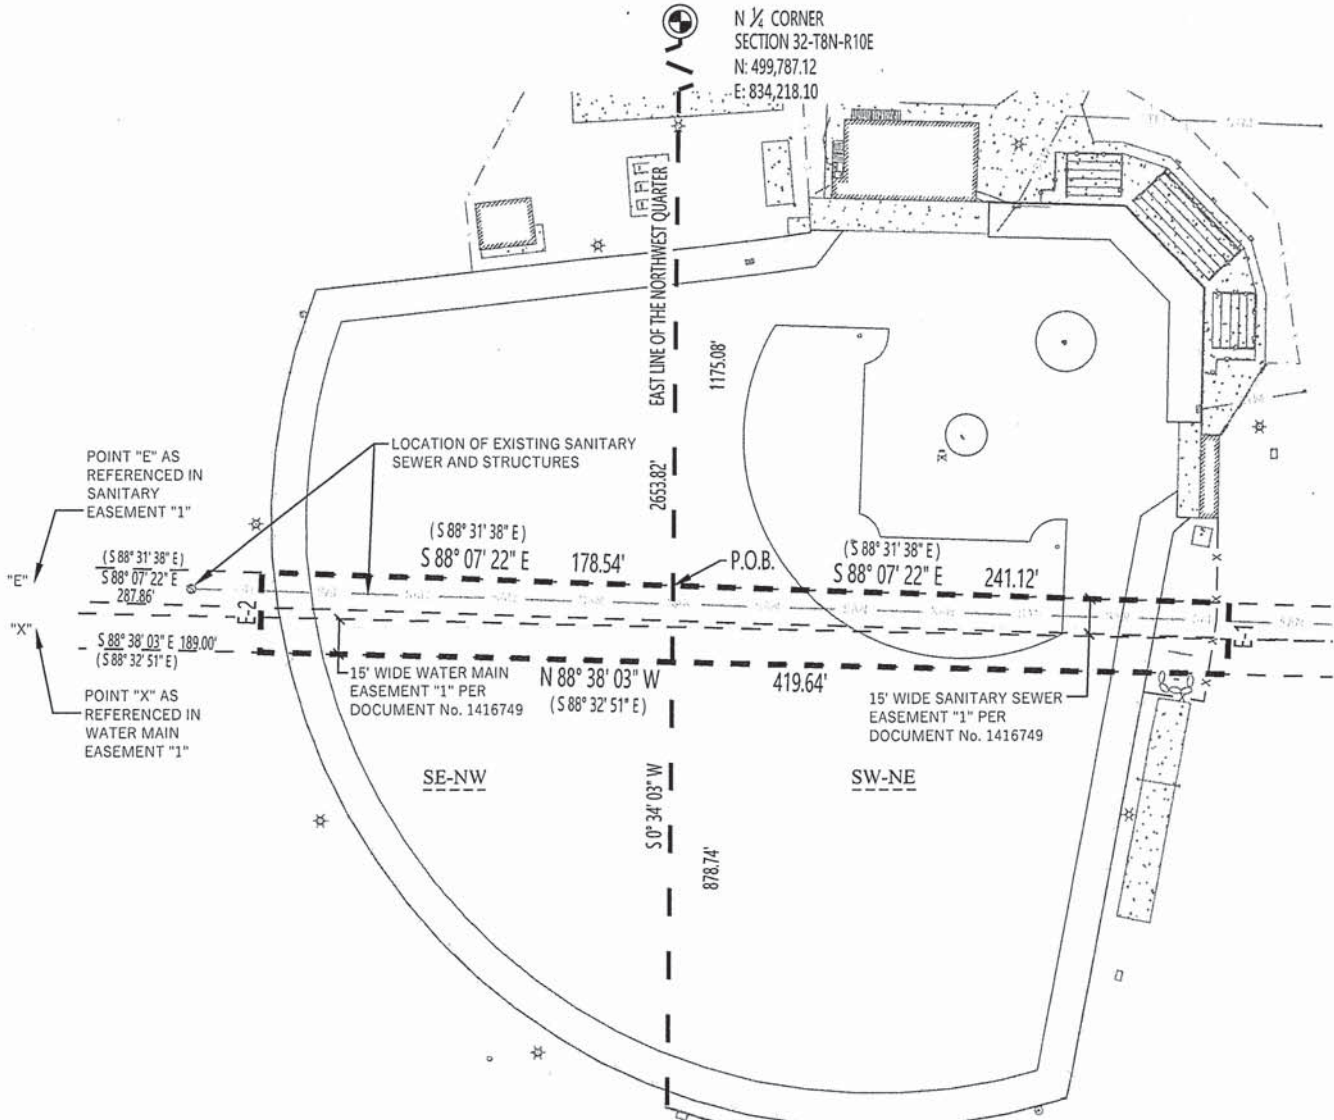 N 1/4 CORNER
SECTION 32-T8N-R10E
N: 499,787.12
E: 834,218.10
EAST LINE OF THE NORTHWEST QUARTER
2653.82'
1175.08'
LOCATION OF EXISTING SANITARY
SEWER AND STRUCTURES
POINT "E" AS
REFERENCED IN
SANITARY
EASEMENT "1"
(S 88° 31' 38" E)
S 88° 07' 22" E 178.54'
P.O.B.
(S 88° 31' 38" E)
S 88° 07' 22" E 241.12'
"E"
(S 88° 31' 38" E)
S 88° 07' 22" E
287.86'
E-2
E-1
"X"
S 88° 38' 03" E 189.00'
(S 88° 32' 51" E)
15' WIDE WATER MAIN
EASEMENT "1" PER
DOCUMENT No. 1416749
N 88° 38' 03" W 419.64'
(S 88° 32' 51" E)
15' WIDE SANITARY SEWER
EASEMENT "1" PER
DOCUMENT No. 1416749
POINT "X" AS
REFERENCED IN
WATER MAIN
EASEMENT "1"
SE-NW
SW-NE
S 0° 34' 03" W
878.74'